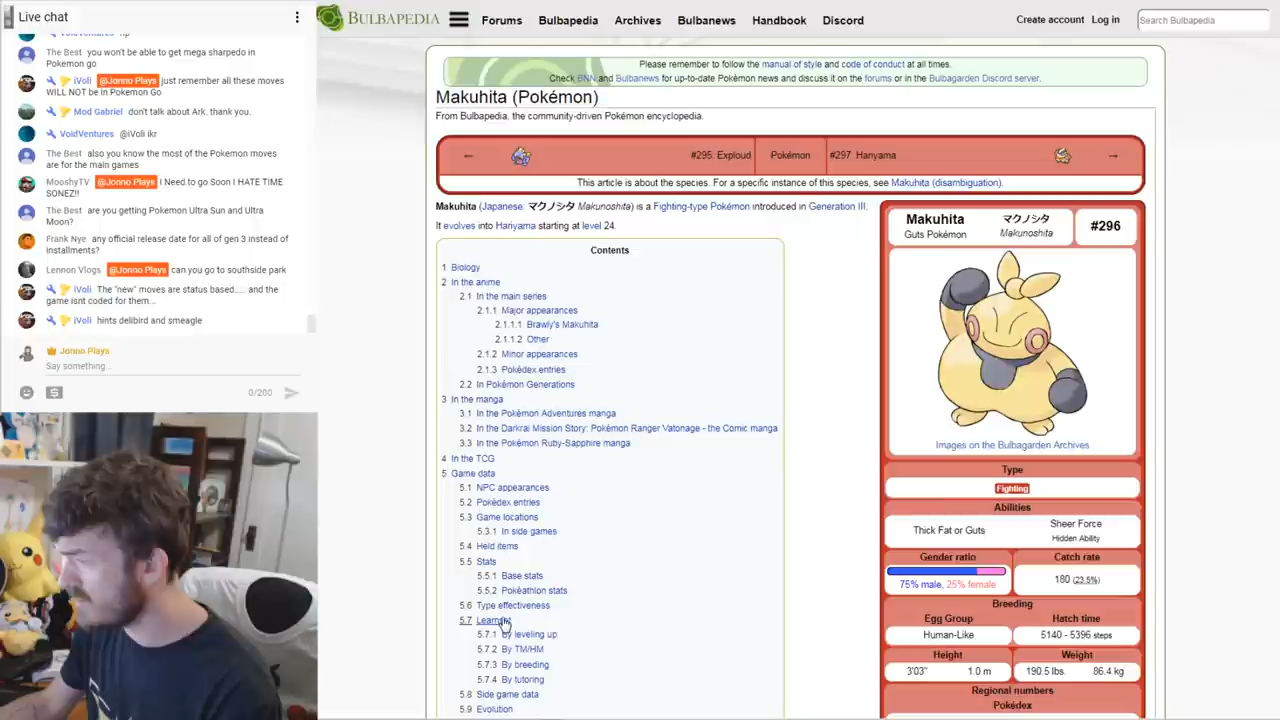 Live chat
The Best you won't be able to get mega sharpedo in
Pokemon go
iVoli @Jonno Plays just remember all these moves
WILL NOT be in Pokemon Go
Mod Gabriel don't talk about Ark, thank you.
VoidVentures @iVoli ikr
The Best also you know the most of the Pokemon moves
are for the main games
MooshyTV @Jonno Plays I Need to go Soon I HATE TIME
SONEZ!!
The Best are you getting Pokemon Ultra Sun and Ultra
Moon?
Frank Nye any official release date for all of gen 3 instead of
installments?
Lennon Vlogs @Jonno Plays can you go to southside park
iVoli The "new" moves are status based..... and the
game isnt coded for them...
iVoli hints delibird and smeagle
Jonno Plays
Say something...
0/200
BULBAPEDIA
Forums Bulbapedia Archives Bulbanews Handbook Discord
Create account Log in
Search Bulbapedia
Please remember to follow the manual of style and code of conduct at all times.
Check BNN and Bulbanews for up-to-date Pokémon news and discuss it on the forums or in the Bulbagarden Discord server.
Makuhita (Pokémon)
From Bulbapedia, the community-driven Pokémon encyclopedia.
← #295: Exploud Pokémon #297: Hariyama →
This article is about the species. For a specific instance of this species, see Makuhita (disambiguation).
Makuhita (Japanese: マクノシタ Makunoshita) is a Fighting-type Pokémon introduced in Generation III.
It evolves into Hariyama starting at level 24.
Contents
1 Biology
2 In the anime
2.1 In the main series
2.1.1 Major appearances
2.1.1.1 Brawly's Makuhita
2.1.1.2 Other
2.1.2 Minor appearances
2.1.3 Pokédex entries
2.2 In Pokémon Generations
3 In the manga
3.1 In the Pokémon Adventures manga
3.2 In the Darkrai Mission Story: Pokémon Ranger Vatonage - the Comic manga
3.3 In the Pokémon Ruby-Sapphire manga
4 In the TCG
5 Game data
5.1 NPC appearances
5.2 Pokédex entries
5.3 Game locations
5.3.1 In side games
5.4 Held items
5.5 Stats
5.5.1 Base stats
5.5.2 Pokéathlon stats
5.6 Type effectiveness
5.7 Learnset
5.7.1 By leveling up
5.7.2 By TM/HM
5.7.3 By breeding
5.7.4 By tutoring
5.8 Side game data
5.9 Evolution
Makuhita
Guts Pokémon
マクノシタ
Makunoshita
#296
Images on the Bulbagarden Archives
Type
Fighting
Abilities
Thick Fat or Guts
Sheer Force
Hidden Ability
Gender ratio
75% male, 25% female
Catch rate
180 (23.5%)
Breeding
Egg Group
Human-Like
Hatch time
5140 - 5396 steps
Height
3'03" 1.0 m
Weight
190.5 lbs. 86.4 kg
Regional numbers
Pokédex